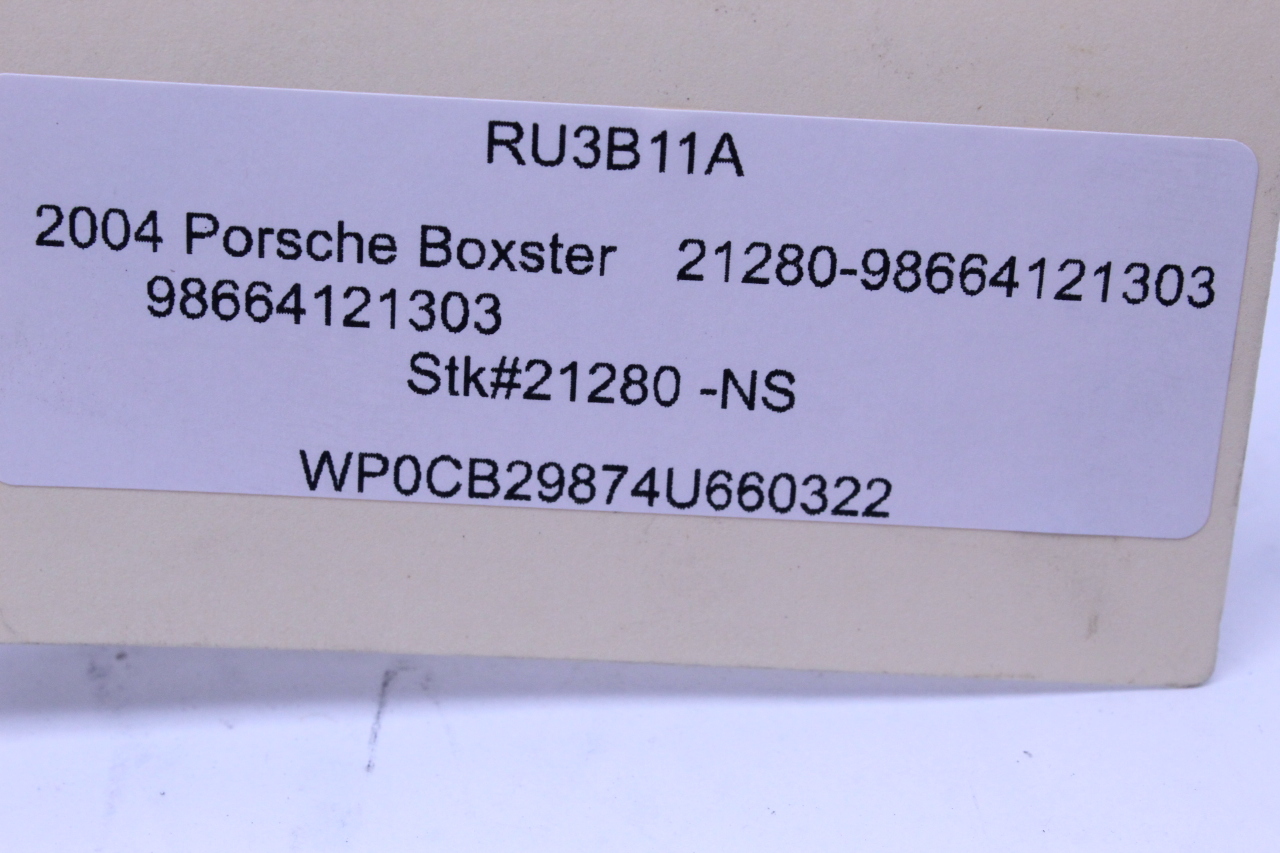 RU3B11A
2004 Porsche Boxster 21280-98664121303
98664121303
Stk#21280 -NS
WP0CB29874U660322